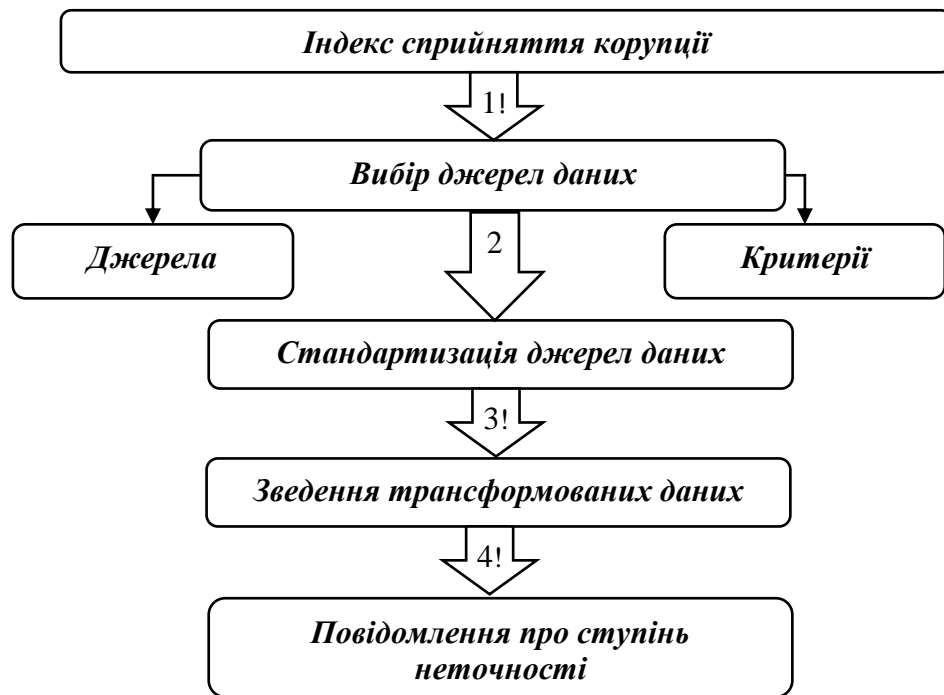 Індекс сприйняття корупції
1!
Вибір джерел даних
Джерела
2
Критерії
Стандартизація джерел даних
3!
Зведення трансформованих даних
4!
Повідомлення про ступінь
неточності